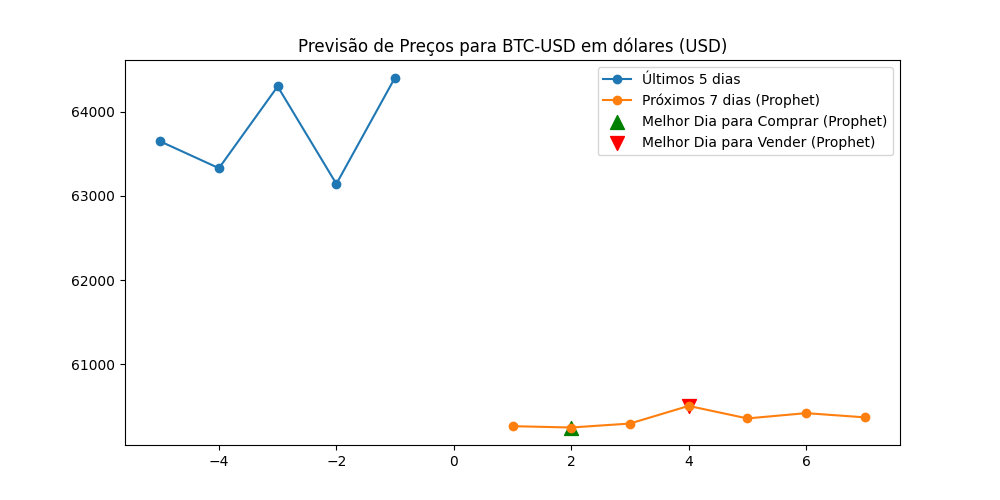 Previsão de Preços para BTC-USD em dólares (USD)
Últimos 5 dias
Próximos 7 dias (Prophet)
Melhor Dia para Comprar (Prophet)
Melhor Dia para Vender (Prophet)
64000
63000
62000
61000
−4
−2
0
2
4
6